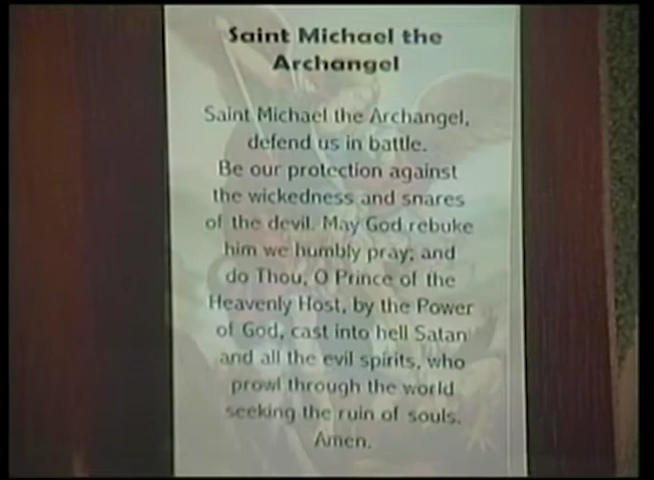 Saint Michael the
Archangel
Saint Michael the Archangel,
defend us in battle.
Be our protection against
the wickedness and snares
of the devil. May God rebuke
him we humbly pray; and
do Thou, O Prince of the
Heavenly Host, by the Power
of God, cast into hell Satan
and all the evil spirits, who
prowl through the world
seeking the ruin of souls.
Amen.